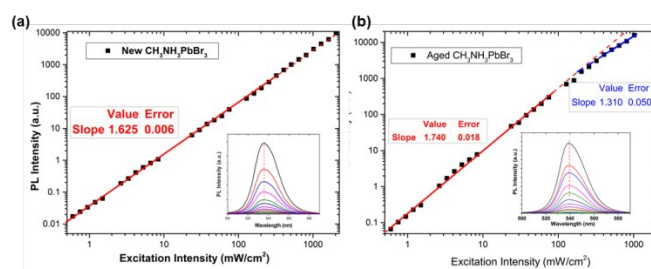 (a)
10000
1000
100
10
1
0.1
0.01
PL Intensity (a.u.)
New CH3NH3PbBr3
Value Error
Slope 1.625 0.006
PL Intensity (a.u.)
Wavelength (nm)
1
10
100
1000
Excitation Intensity (mW/cm²)
(b)
10000
1000
100
10
1
0.1
Aged CH3NH3PbBr3
Value Error
Slope 1.310 0.050
Value Error
Slope 1.740 0.018
PL Intensity (a.u.)
500 520 540 560 580
Wavelength (nm)
1
10
100
1000
Excitation Intensity (mW/cm²)